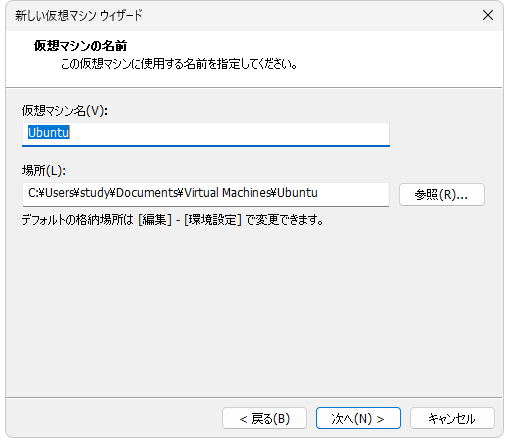 新しい仮想マシン ウィザード
仮想マシンの名前
この仮想マシンに使用する名前を指定してください。
仮想マシン名(V):
Ubuntu
場所(L):
C:¥Users¥study¥Documents¥Virtual Machines¥Ubuntu
参照(R)...
デフォルトの格納場所は [編集] - [環境設定] で変更できます。
< 戻る(B)
次へ(N) >
キャンセル